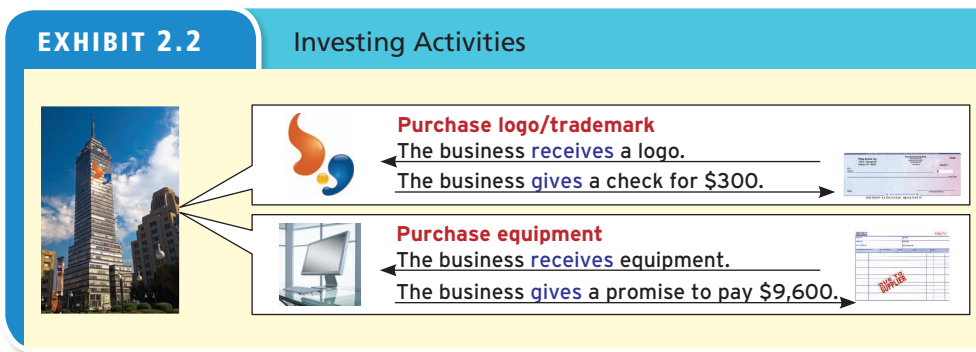 EXHIBIT 2.2
Investing Activities
Purchase logo/trademark
The business receives a logo.
The business gives a check for $300.
Purchase equipment
The business receives equipment.
The business gives a promise to pay $9,600.
DUE TO
SUPPLIER